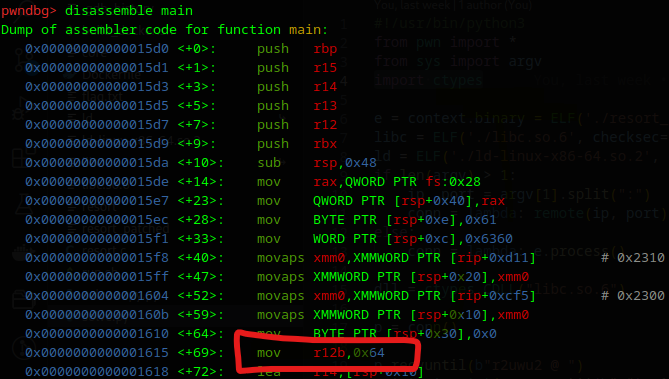 pwndbg> disassemble main
You, last week | 1 author (You)
Dump of assembler code for function main:
#!/usr/bin/python3
0x00000000000015d0 <+0>: push rbp
from pwn import *
0x00000000000015d1 <+1>: push r15
from sys import argv
0x00000000000015d3 <+3>: push r14
import ctypes
0x00000000000015d5 <+5>: push r13
0x00000000000015d7 <+7>: push r12
e = context.binary = ELF('./resort_
0x00000000000015d9 <+9>: push rbx
libc = ELF('./libc.so.6', checksec=
0x00000000000015da <+10>: sub rsp,0x48
ld = ELF('./ld-linux-x86-64.so.2',
0x00000000000015de <+14>: mov rax,QWORD PTR fs:0x28
0x00000000000015e7 <+23>: mov QWORD PTR [rsp+0x40],rax
argv[1].split(":")
0x00000000000015ec <+28>: mov BYTE PTR [rsp+0xe],0x61
remote(ip, port)
0x00000000000015f1 <+33>: mov WORD PTR [rsp+0xc],0x6360
0x00000000000015f8 <+40>: movaps xmm0,XMMWORD PTR [rip+0xd11] # 0x2310
e.process()
0x00000000000015ff <+47>: movaps XMMWORD PTR [rsp+0x20],xmm0
0x0000000000001604 <+52>: movaps xmm0,XMMWORD PTR [rip+0xcf5] # 0x2300
0x000000000000160b <+59>: movaps XMMWORD PTR [rsp+0x10],xmm0
0x0000000000001610 <+64>: mov BYTE PTR [rsp+0x30],0x0
0x0000000000001615 <+69>: mov r12b,0x64
0x0000000000001618 <+72>: lea r14,[rsp+0x10]
until(b"r2uwu2 @ ")